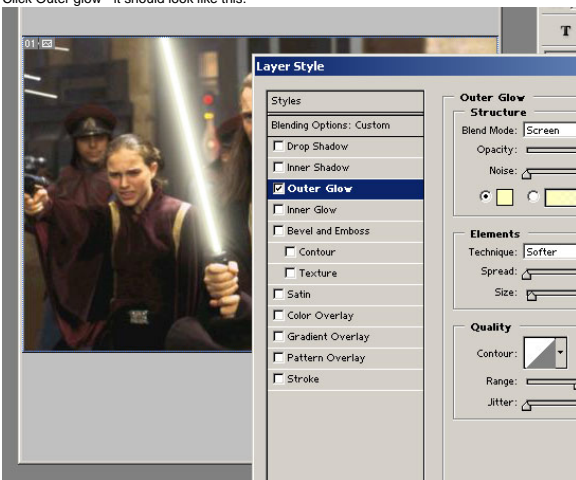 Click Outer glow - it should look like this:
01
T
Layer Style
Styles
Blending Options: Custom
Drop Shadow
Inner Shadow
Outer Glow
Inner Glow
Bevel and Emboss
Contour
Texture
Satin
Color Overlay
Gradient Overlay
Pattern Overlay
Stroke
Outer Glow
Structure
Blend Mode: Screen
Opacity:
Noise:
Elements
Technique: Softer
Spread:
Size:
Quality
Contour:
Range:
Jitter: